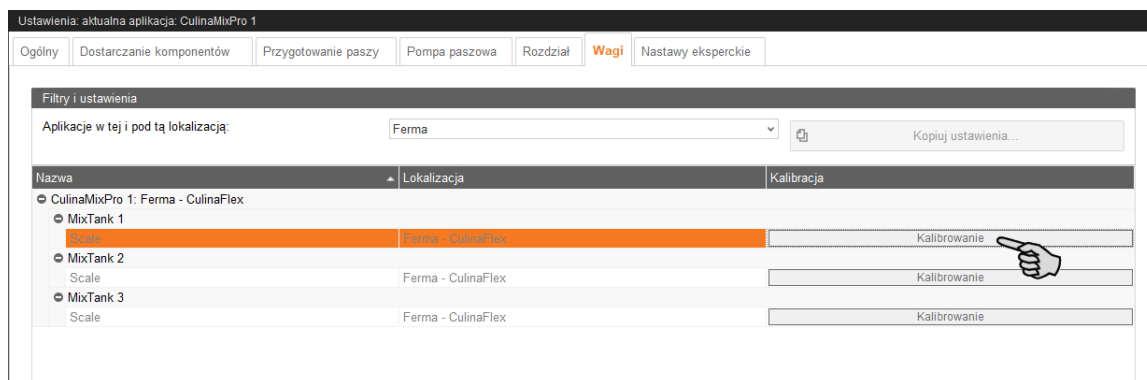 Ustawienia: aktualna aplikacja: CulinaMixPro 1
Ogólny Dostarczanie komponentów Przygotowanie paszy Pompa paszowa Rozdział Wagi Nastawy eksperckie
Filtry i ustawienia
Aplikacje w tej i pod tą lokalizacją: Ferma Kopiuj ustawienia...
Nazwa Lokalizacja Kalibracja
CulinaMixPro 1: Ferma - CulinaFlex
MixTank 1
Scale Ferma - CulinaFlex Kalibrowanie
MixTank 2
Scale Ferma - CulinaFlex Kalibrowanie
MixTank 3
Scale Ferma - CulinaFlex Kalibrowanie